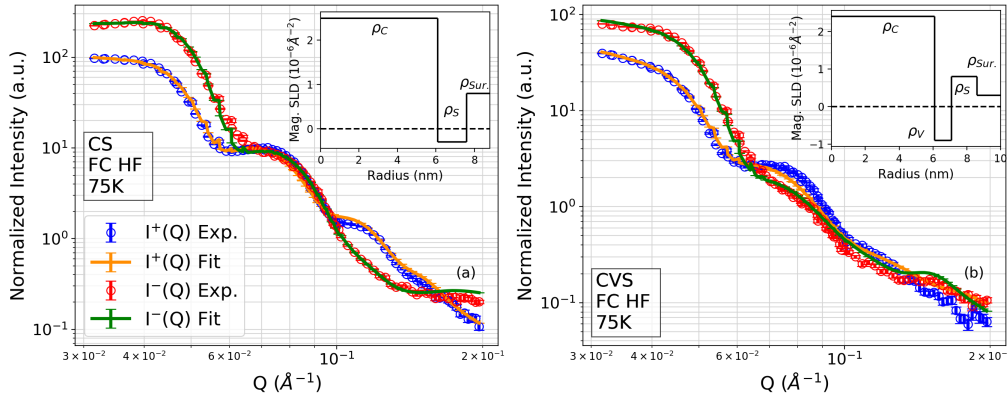 Normalized Intensity (a.u.)
10²
10¹
10⁰
10⁻¹
CS
FC HF
75K
I⁺(Q) Exp.
I⁺(Q) Fit
I⁻(Q) Exp.
I⁻(Q) Fit
(a)
3 × 10⁻²
4 × 10⁻²
6 × 10⁻²
10⁻¹
2 × 10⁻¹
Q (Å⁻¹)
Mag. SLD (10⁻⁶Å⁻²)
2
1
0
ρC
ρS
ρSur.
0
2
4
6
8
Radius (nm)
Normalized Intensity (a.u.)
10²
10¹
10⁰
10⁻¹
CVS
FC HF
75K
(b)
3 × 10⁻²
4 × 10⁻²
6 × 10⁻²
10⁻¹
2 × 10⁻¹
Q (Å⁻¹)
Mag. SLD (10⁻⁶Å⁻²)
2
1
0
−1
ρC
ρV
ρS
ρSur.
0
2
4
6
8
10
Radius (nm)